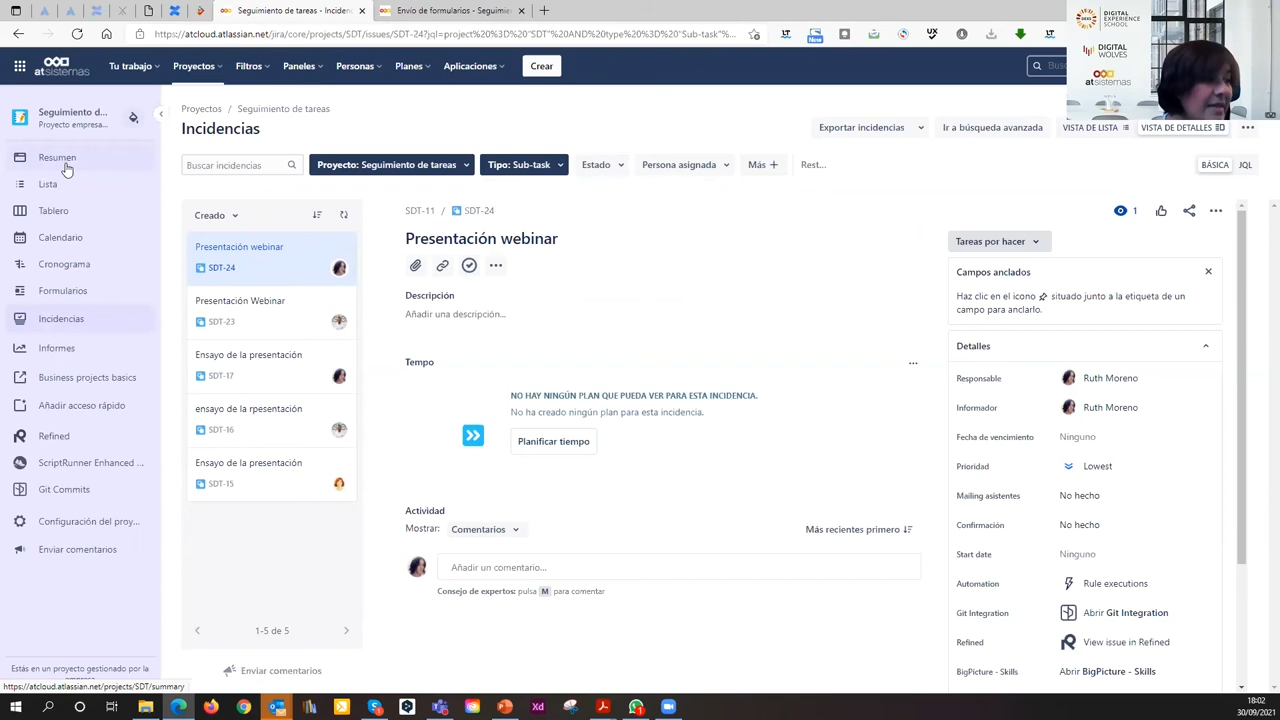 Seguimiento de tareas - Incidenc
Envío de formularios - Seguimien
https://atcloud.atlassian.net/jira/core/projects/SDT/issues/SDT-24?jql=project%20%3D%20"SDT"%20AND%20type%20%3D%20"Sub-task"%...
atsistemas
Tu trabajo
Proyectos
Filtros
Paneles
Personas
Planes
Aplicaciones
Crear
DIGITAL
EXPERIENCE
SCHOOL
DIGITAL
WOLVES
atsistemas
Seguimiento d...
Proyecto empresa...
Resumen
Lista
Tablero
Calendario
Cronograma
Formularios
Incidencias
Informes
Business projects basics
Añadir acceso rápido
Refined
ScriptRunner Enhanced ...
Git Commits
Configuración del proy...
Enviar comentarios
Estás en un proyecto gestionado por la
https://atcloud.atlassian.net/projects/SDT/summary
Proyectos / Seguimiento de tareas
Incidencias
Exportar incidencias
Ir a búsqueda avanzada
VISTA DE LISTA
VISTA DE DETALLES
Buscar incidencias
Proyecto: Seguimiento de tareas
Tipo: Sub-task
Estado
Persona asignada
Más +
Rest...
BÁSICA
JQL
Creado
Presentación webinar
SDT-24
Presentación Webinar
SDT-23
Ensayo de la presentación
SDT-17
ensayo de la rpesentación
SDT-16
Ensayo de la presentación
SDT-15
1-5 de 5
Enviar comentarios
SDT-11 / SDT-24
Presentación webinar
Descripción
Añadir una descripción...
Tempo
NO HAY NINGÚN PLAN QUE PUEDA VER PARA ESTA INCIDENCIA.
No ha creado ningún plan para esta incidencia.
Planificar tiempo
Actividad
Mostrar: Comentarios
Más recientes primero
Añadir un comentario...
Consejo de expertos: pulsa M para comentar
1
Tareas por hacer
Campos anclados
Haz clic en el icono situado junto a la etiqueta de un
campo para anclarlo.
Detalles
Responsable Ruth Moreno
Informador Ruth Moreno
Fecha de vencimiento Ninguno
Prioridad Lowest
Mailing asistentes No hecho
Confirmación No hecho
Start date Ninguno
Automation Rule executions
Git Integration Abrir Git Integration
Refined View issue in Refined
BigPicture - Skills Abrir BigPicture - Skills
18:02
30/09/2021